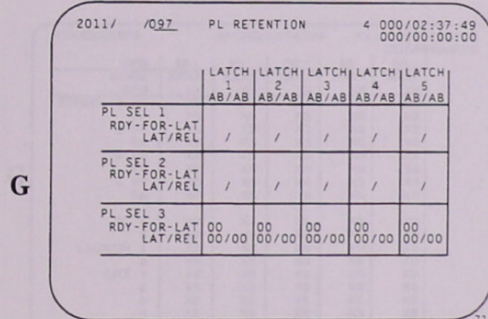 2011/ /097 PL RETENTION 4 000/02:37:49
000/00:00:00
LATCH LATCH LATCH LATCH LATCH
1 2 3 4 5
AB/AB AB/AB AB/AB AB/AB AB/AB
PL SEL 1
RDY-FOR-LAT
LAT/REL / / / / /
PL SEL 2
RDY-FOR-LAT
LAT/REL / / / / /
G
PL SEL 3
RDY-FOR-LAT 00 00 00 00 00
LAT/REL 00/00 00/00 00/00 00/00 00/00